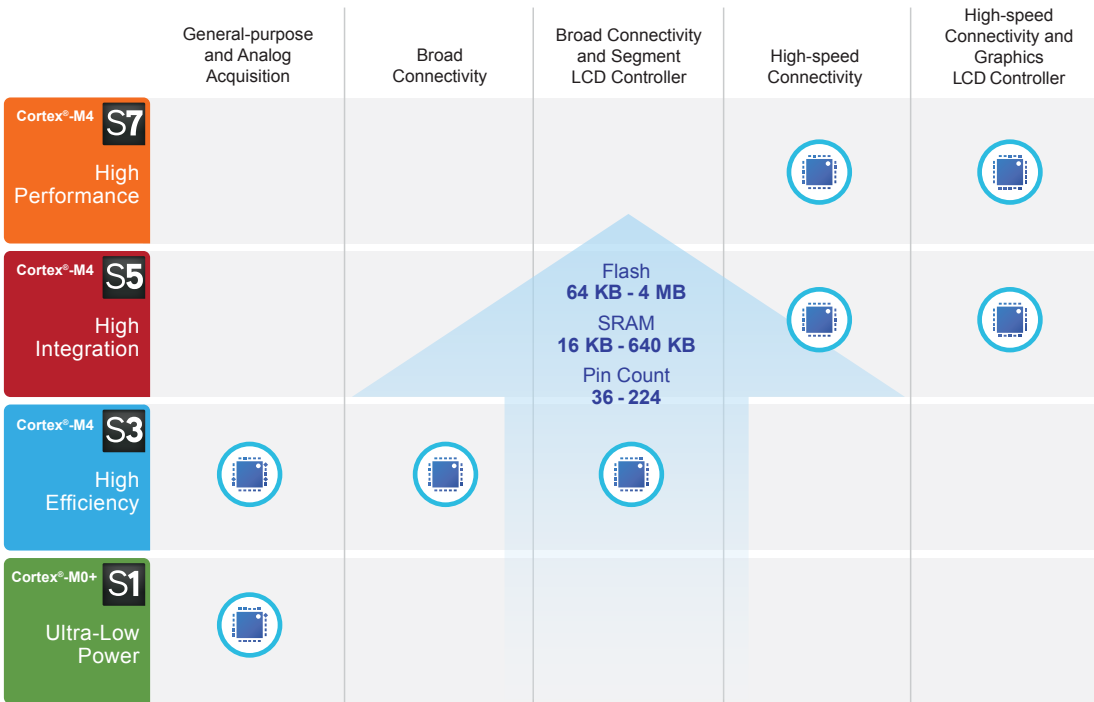 General-purpose
and Analog
Acquisition
Broad
Connectivity
Broad Connectivity
and Segment
LCD Controller
High-speed
Connectivity
High-speed
Connectivity and
Graphics
LCD Controller
Cortex®-M4 S7
High
Performance
Cortex®-M4 S5
High
Integration
Flash
64 KB - 4 MB
SRAM
16 KB - 640 KB
Pin Count
36 - 224
Cortex®-M4 S3
High
Efficiency
Cortex®-M0+ S1
Ultra-Low
Power